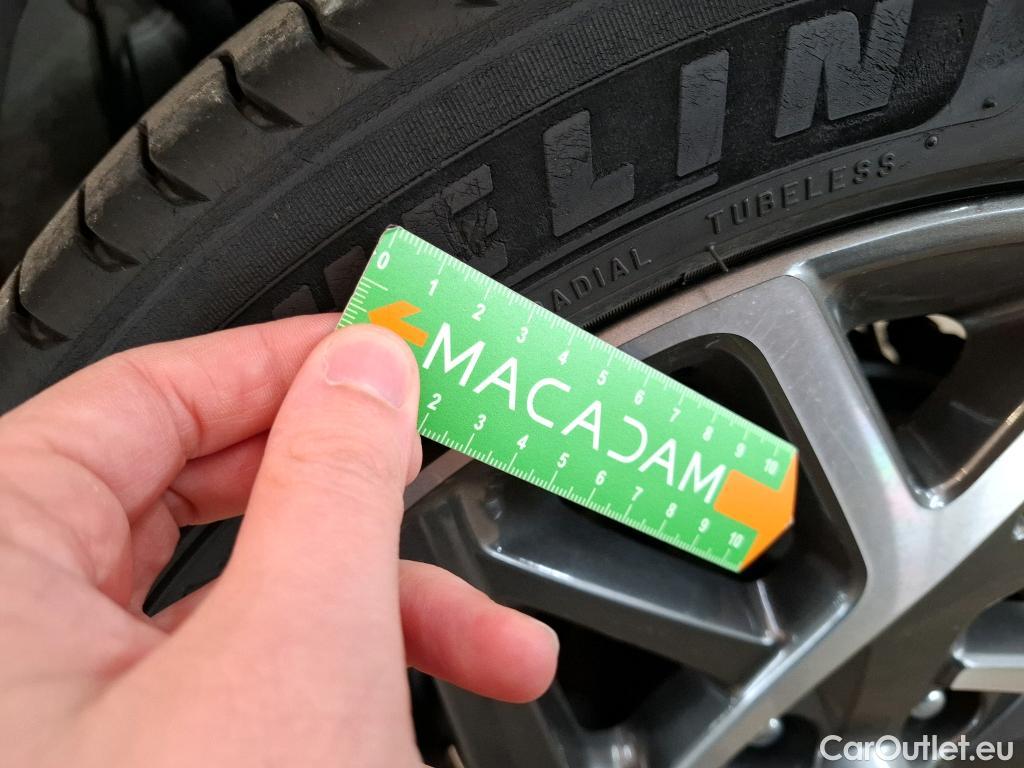 HELIN
RADIAL TUBELESS
0 1 2 3 4 5 6 7 8 9 10
MACADAM
2 3 4 5 6 7 8 9 10
CarOutlet.eu